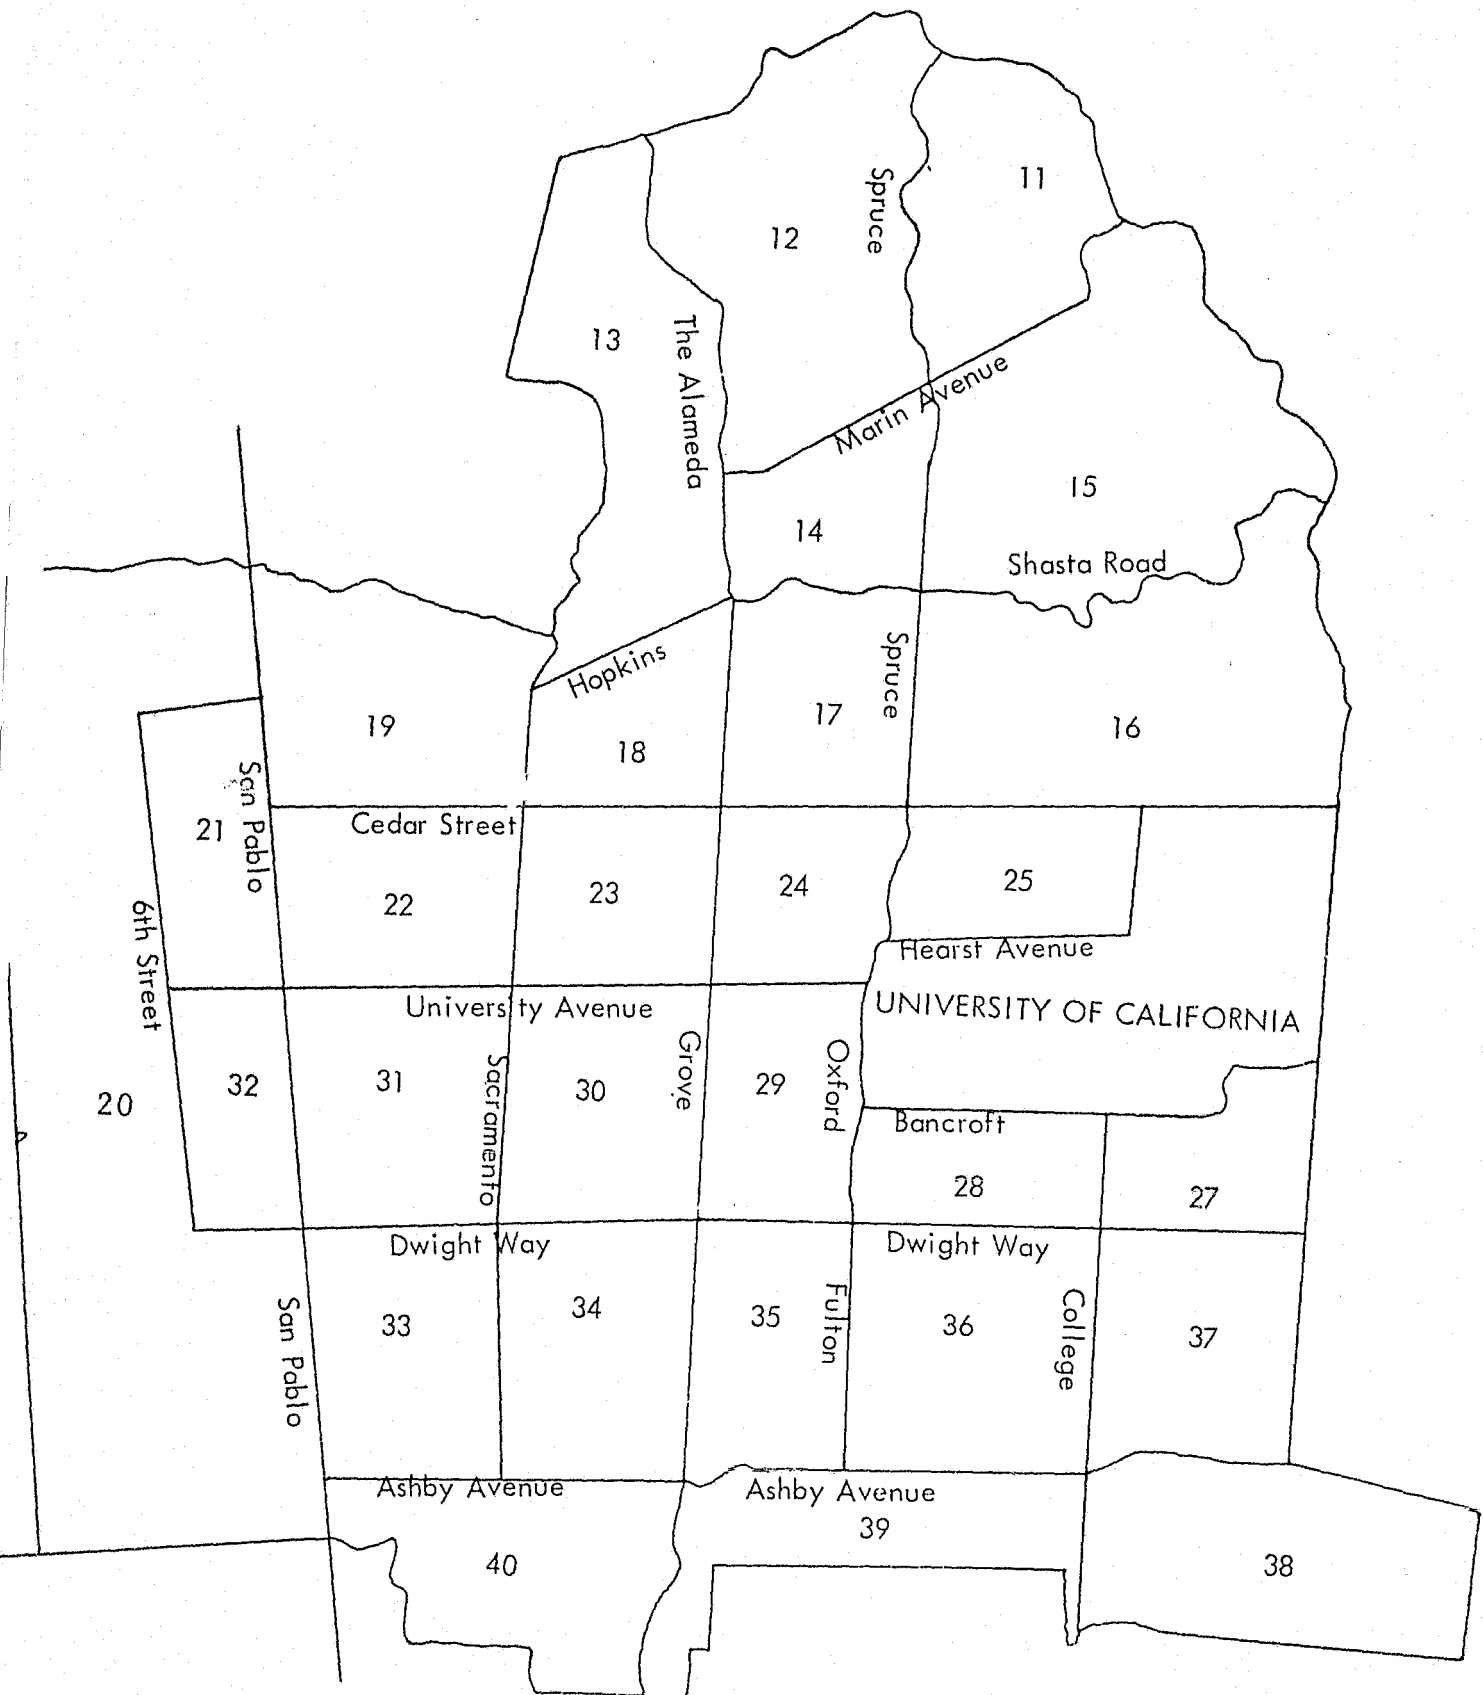 11
Spruce
12
13
The Alameda
Marin Avenue
15
14
Shasta Road
Hopkins
Spruce
19
18
17
16
San Pablo
21
Cedar Street
22
23
24
25
6th Street
Hearst Avenue
University Avenue
UNIVERSITY OF CALIFORNIA
20
32
31
Sacramento
30
Grove
29
Oxford
Bancroft
28
27
Dwight Way
Dwight Way
San Pablo
33
34
35
Fulton
36
College
37
Ashby Avenue
Ashby Avenue
39
40
38